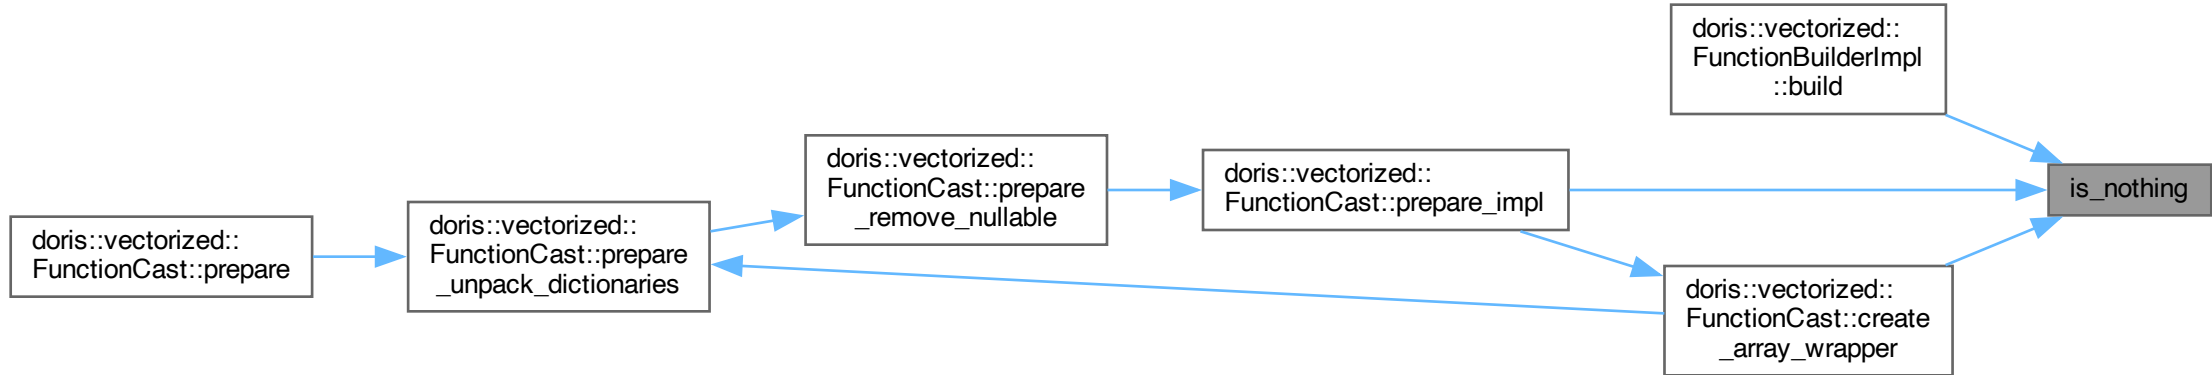 doris::vectorized::
FunctionBuilderImpl
::build
doris::vectorized::
FunctionCast::prepare
_remove_nullable
doris::vectorized::
FunctionCast::prepare_impl
is_nothing
doris::vectorized::
FunctionCast::prepare
doris::vectorized::
FunctionCast::prepare
_unpack_dictionaries
doris::vectorized::
FunctionCast::create
_array_wrapper